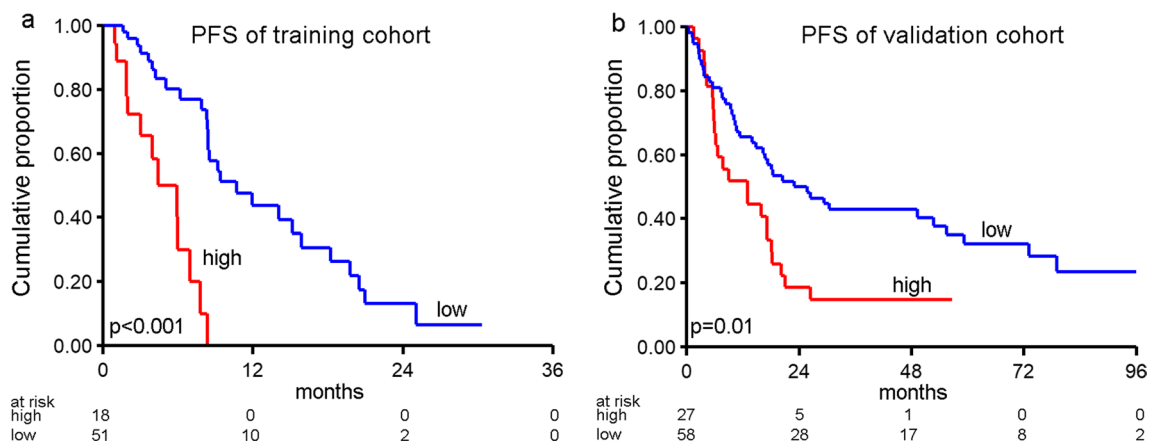 a
PFS of training cohort
Cumulative proportion
1.00
0.80
0.60
0.40
0.20
0.00
high
low
p<0.001
0 12 24 36
months
at risk
high 18 0 0 0
low 51 10 2 0
b
PFS of validation cohort
Cumulative proportion
1.00
0.80
0.60
0.40
0.20
0.00
low
high
p=0.01
0 24 48 72 96
months
at risk
high 27 5 1 0 0
low 58 28 17 8 2